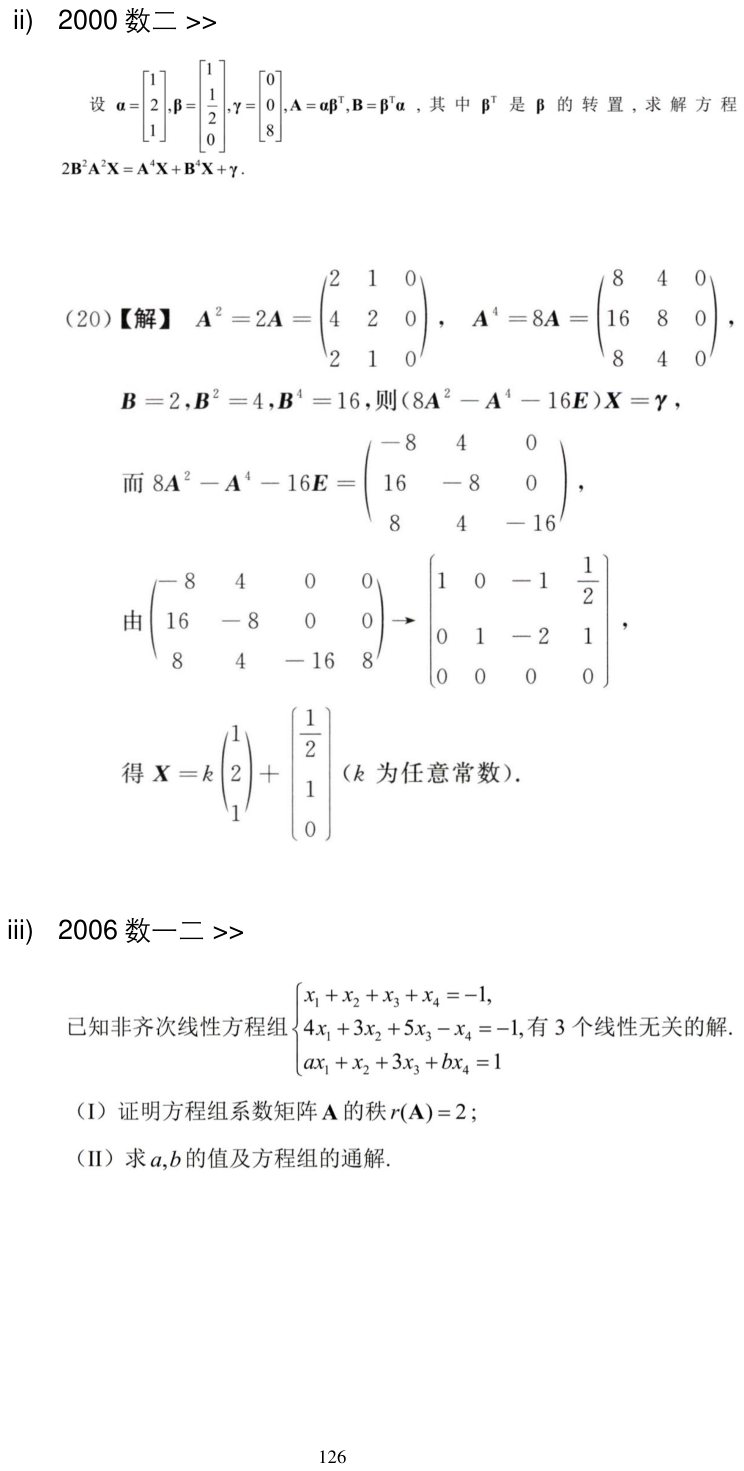 ii) 2000 数二 >>
设 α=[1 2 1],β=[1 1/2 0],γ=[0 0 8],A=αβᵀ,B=βᵀα ,其中 βᵀ 是 β 的转置,求解方程
2B²A²X=A⁴X+B⁴X+γ.
(20)【解】 A²=2A=(2 1 0; 4 2 0; 2 1 0), A⁴=8A=(8 4 0; 16 8 0; 8 4 0),
B=2,B²=4,B⁴=16,则(8A²-A⁴-16E)X=γ,
而 8A²-A⁴-16E=(-8 4 0; 16 -8 0; 8 4 -16),
由(-8 4 0 0; 16 -8 0 0; 8 4 -16 8)→[1 0 -1 1/2; 0 1 -2 1; 0 0 0 0],
得 X=k(1 2 1)+[1/2 1 0](k 为任意常数).
iii) 2006 数一二 >>
已知非齐次线性方程组{x₁+x₂+x₃+x₄=-1, 4x₁+3x₂+5x₃-x₄=-1, ax₁+x₂+3x₃+bx₄=1 有 3 个线性无关的解.
(I)证明方程组系数矩阵 A 的秩 r(A)=2;
(II)求 a,b 的值及方程组的通解.
126